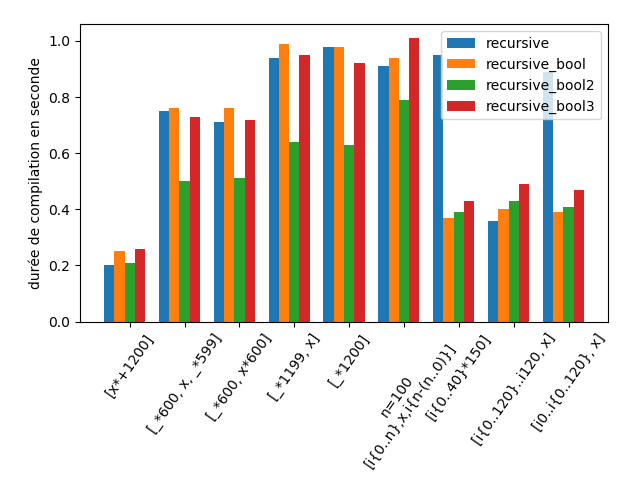 durée de compilation en seconde
1.0
0.8
0.6
0.4
0.2
0.0
recursive
recursive_bool
recursive_bool2
recursive_bool3
[x*+1200]
[_*600, x, _*599]
[_*600, x*600]
[_*1199, x]
[_*1200]
n=100
[i{0..n},x,i{n-(n..0)}]
[i{0..40}*150]
[i{0..120}..i120, x]
[i0..i{0..120}, x]